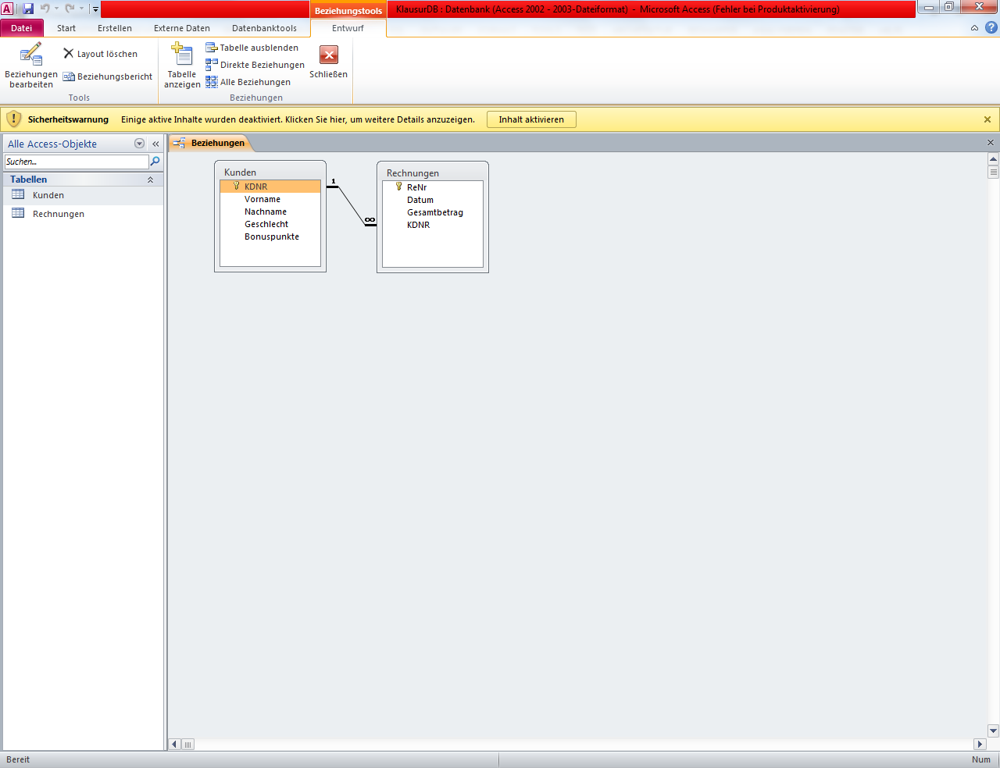 Beziehungstools
KlausurDB : Datenbank (Access 2002 - 2003-Dateiformat) - Microsoft Access (Fehler bei Produktaktivierung)
Datei Start Erstellen Externe Daten Datenbanktools Entwurf
Beziehungen bearbeiten
Layout löschen
Beziehungsbericht
Tools
Tabelle anzeigen
Tabelle ausblenden
Direkte Beziehungen
Alle Beziehungen
Schließen
Beziehungen
Sicherheitswarnung Einige aktive Inhalte wurden deaktiviert. Klicken Sie hier, um weitere Details anzuzeigen. Inhalt aktivieren
Alle Access-Objekte
Suchen...
Tabellen
Kunden
Rechnungen
Beziehungen
Kunden
KDNR
Vorname
Nachname
Geschlecht
Bonuspunkte
1
∞
Rechnungen
ReNr
Datum
Gesamtbetrag
KDNR
Bereit
Num